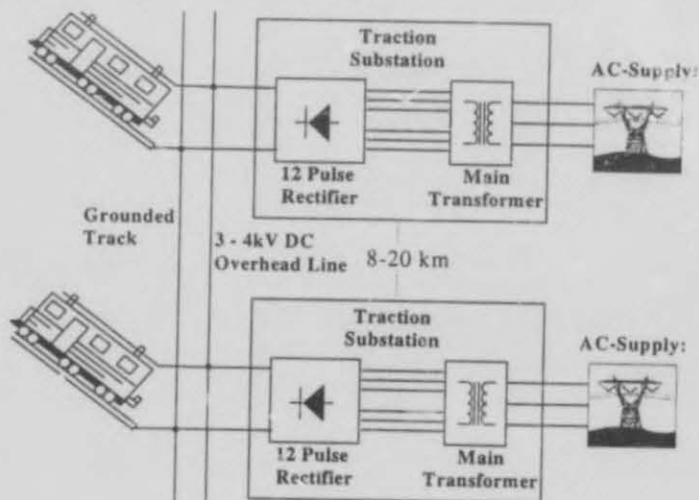 Traction
Substation
AC-Supply:
12 Pulse
Rectifier
Main
Transformer
Grounded
Track
3 - 4kV DC
Overhead Line
8-20 km
Traction
Substation
AC-Supply:
12 Pulse
Rectifier
Main
Transformer